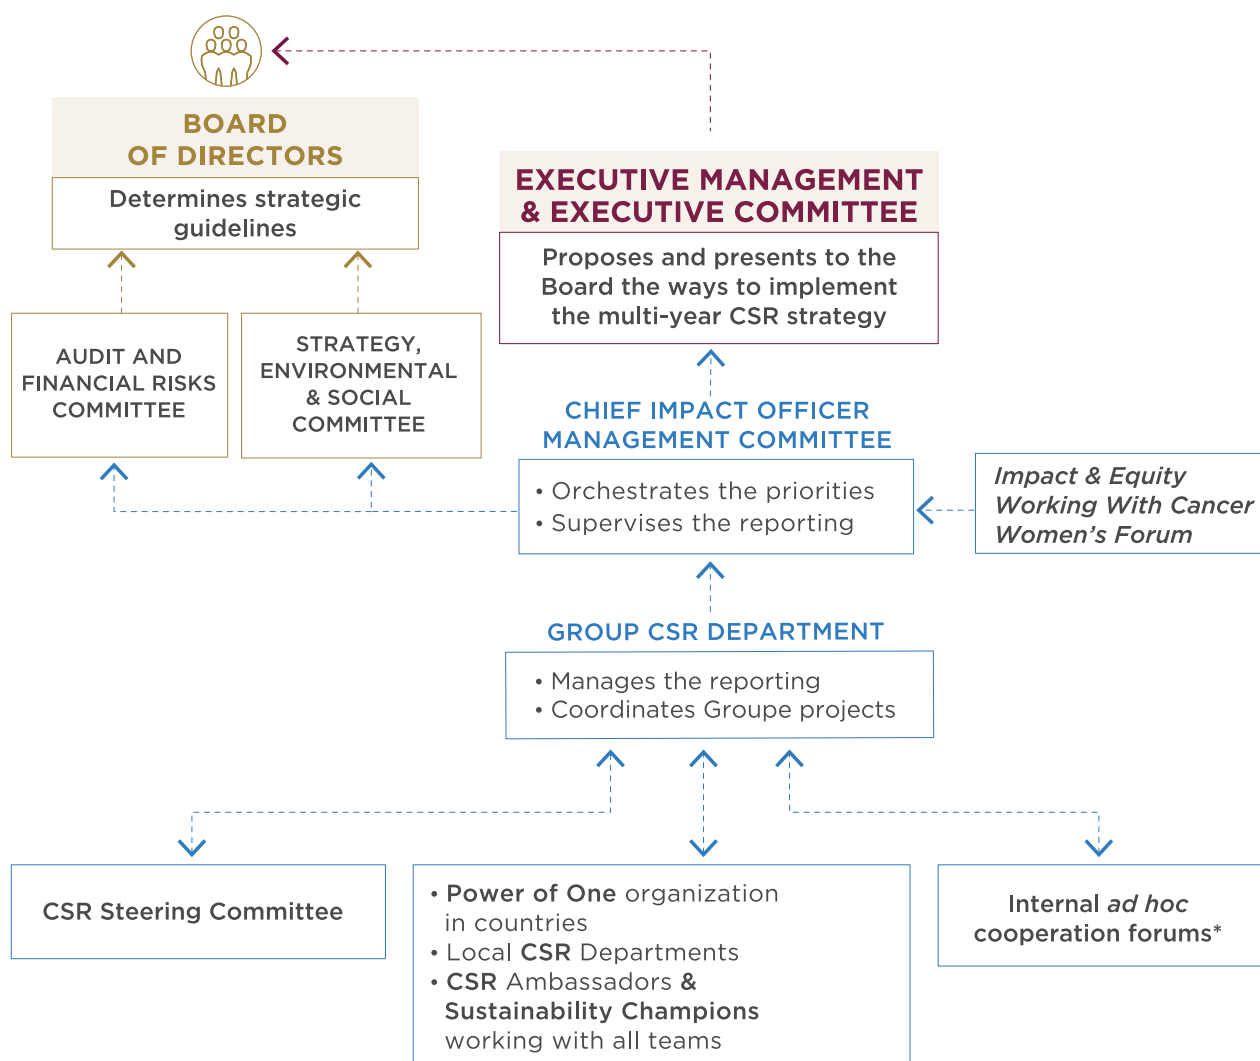 BOARD
OF DIRECTORS
Determines strategic
guidelines
EXECUTIVE MANAGEMENT
& EXECUTIVE COMMITTEE
Proposes and presents to the
Board the ways to implement
the multi-year CSR strategy
AUDIT AND
FINANCIAL RISKS
COMMITTEE
STRATEGY,
ENVIRONMENTAL
& SOCIAL
COMMITTEE
CHIEF IMPACT OFFICER
MANAGEMENT COMMITTEE
• Orchestrates the priorities
• Supervises the reporting
Impact & Equity
Working With Cancer
Women’s Forum
GROUP CSR DEPARTMENT
• Manages the reporting
• Coordinates Groupe projects
CSR Steering Committee
• Power of One organization
in countries
• Local CSR Departments
• CSR Ambassadors &
Sustainability Champions
working with all teams
Internal ad hoc
cooperation forums*